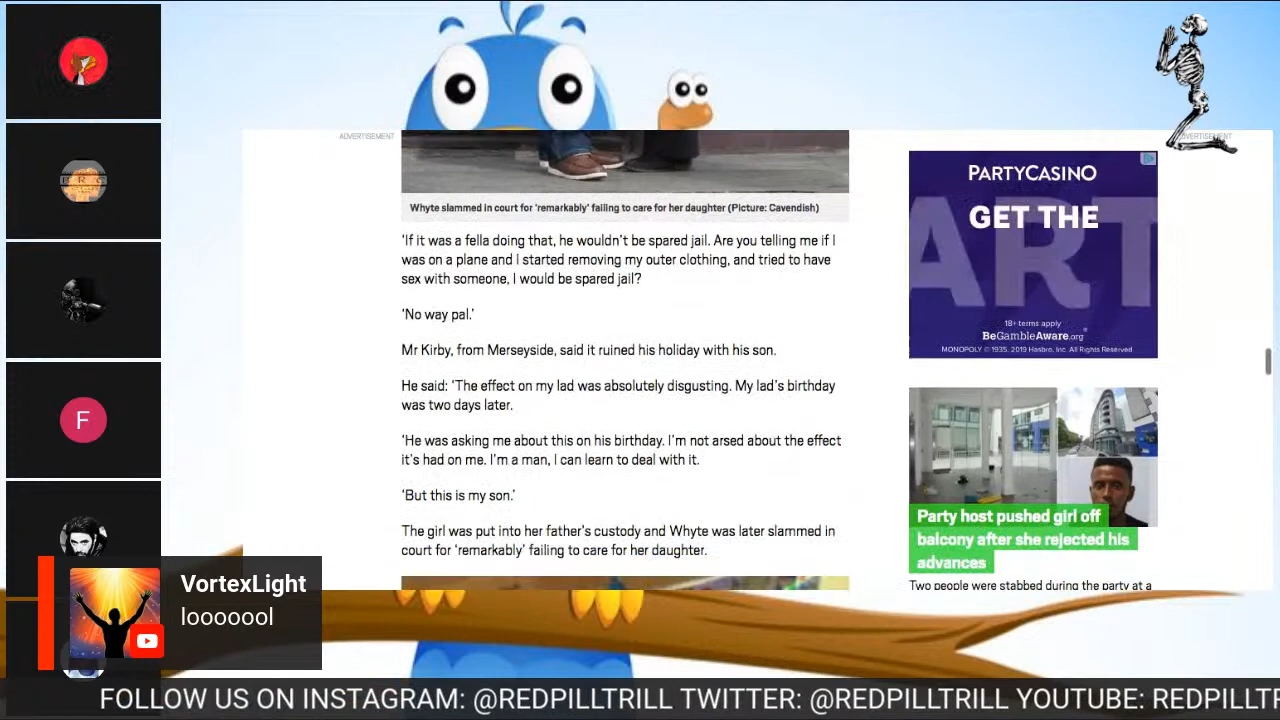 ADVERTISEMENT
Whyte slammed in court for 'remarkably' failing to care for her daughter (Picture: Cavendish)
'If it was a fella doing that, he wouldn't be spared jail. Are you telling me if I
was on a plane and I started removing my outer clothing, and tried to have
sex with someone, I would be spared jail?
'No way pal.'
Mr Kirby, from Merseyside, said it ruined his holiday with his son.
He said: 'The effect on my lad was absolutely disgusting. My lad's birthday
was two days later.
'He was asking me about this on his birthday. I'm not arsed about the effect
it's had on me. I'm a man, I can learn to deal with it.
'But this is my son.'
The girl was put into her father's custody and Whyte was later slammed in
court for 'remarkably' failing to care for her daughter.
PARTYCASINO
GET THE
ART
18+ terms apply
BeGambleAware.org
MONOPOLY © 1935, 2019 Hasbro, Inc. All Rights Reserved
Party host pushed girl off
balcony after she rejected his
advances
Two people were stabbed during the party at a
F
VortexLight
looooool
FOLLOW US ON INSTAGRAM: @REDPILLTRILL TWITTER: @REDPILLTRILL YOUTUBE: REDPILLT